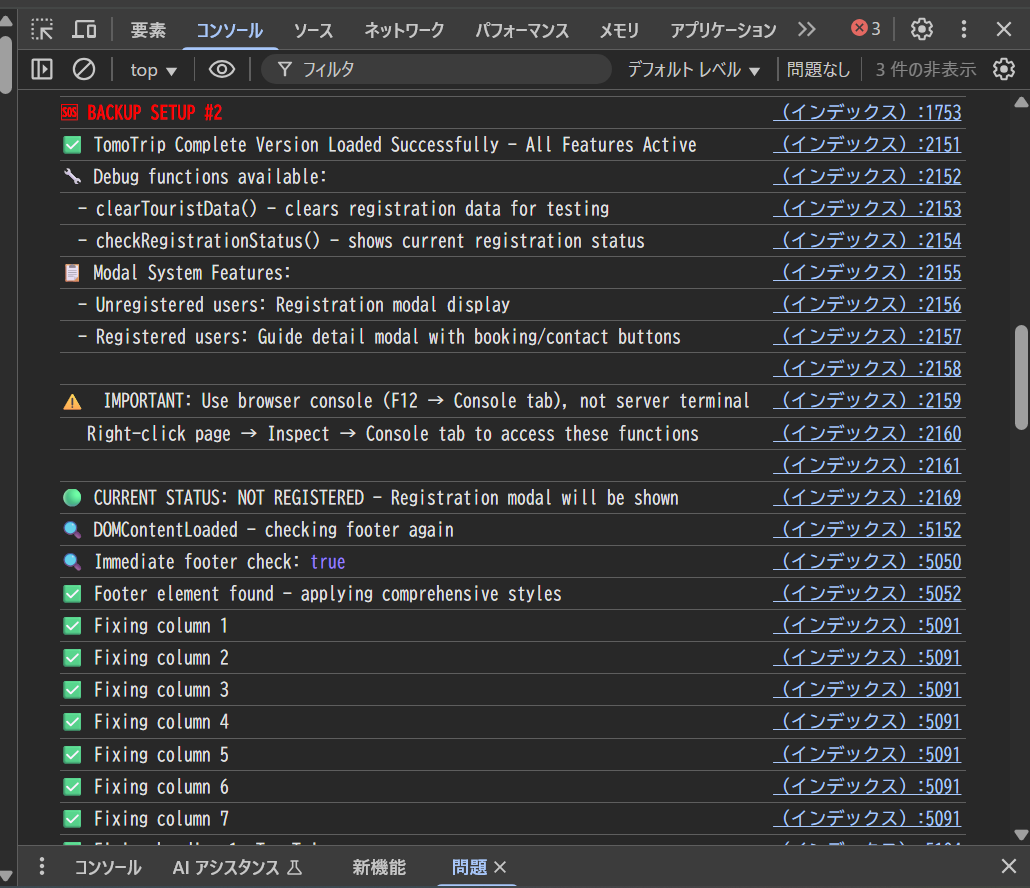 要素 コンソール ソース ネットワーク パフォーマンス メモリ アプリケーション 3
top フィルタ デフォルト レベル 問題なし 3 件の非表示
🆘 BACKUP SETUP #2 (インデックス):1753
✅ TomoTrip Complete Version Loaded Successfully - All Features Active (インデックス):2151
🔧 Debug functions available: (インデックス):2152
- clearTouristData() - clears registration data for testing (インデックス):2153
- checkRegistrationStatus() - shows current registration status (インデックス):2154
📋 Modal System Features: (インデックス):2155
- Unregistered users: Registration modal display (インデックス):2156
- Registered users: Guide detail modal with booking/contact buttons (インデックス):2157
(インデックス):2158
⚠️ IMPORTANT: Use browser console (F12 → Console tab), not server terminal (インデックス):2159
Right-click page → Inspect → Console tab to access these functions (インデックス):2160
(インデックス):2161
🟢 CURRENT STATUS: NOT REGISTERED - Registration modal will be shown (インデックス):2169
🔍 DOMContentLoaded - checking footer again (インデックス):5152
🔍 Immediate footer check: true (インデックス):5050
✅ Footer element found - applying comprehensive styles (インデックス):5052
✅ Fixing column 1 (インデックス):5091
✅ Fixing column 2 (インデックス):5091
✅ Fixing column 3 (インデックス):5091
✅ Fixing column 4 (インデックス):5091
✅ Fixing column 5 (インデックス):5091
✅ Fixing column 6 (インデックス):5091
✅ Fixing column 7 (インデックス):5091
コンソール AI アシスタンス 新機能 問題